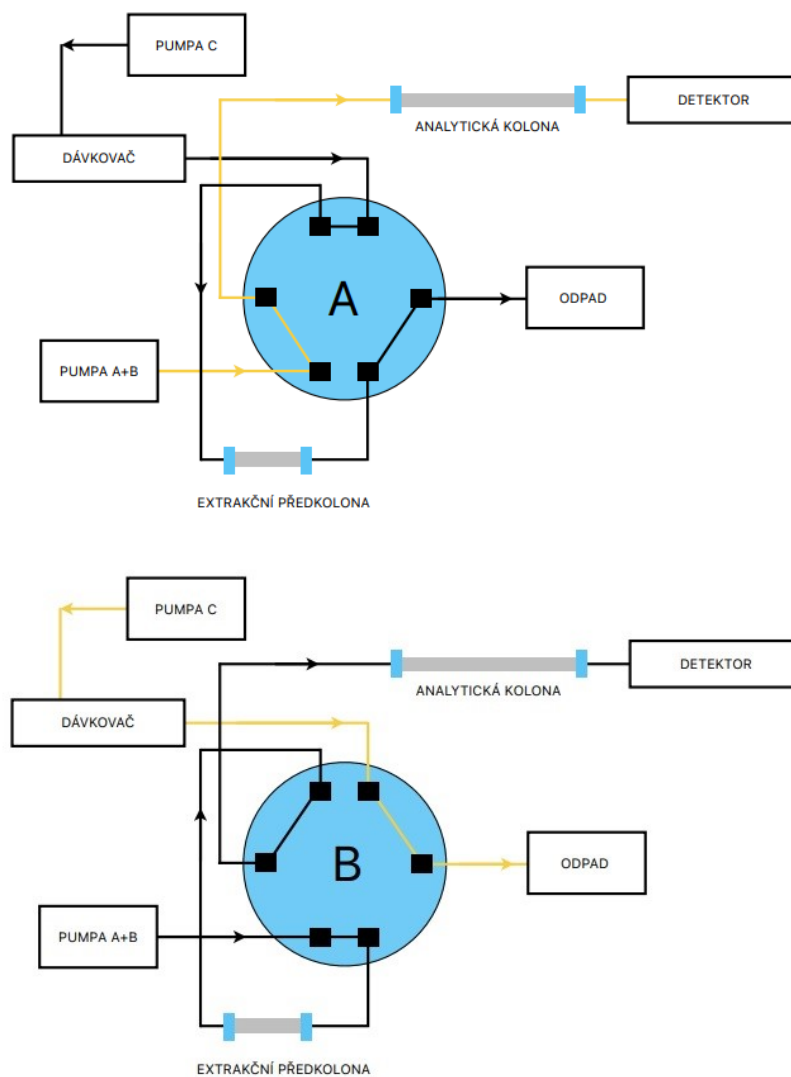 PUMPA C
DETEKTOR
ANALYTICKÁ KOLONA
DÁVKOVAČ
A
ODPAD
PUMPA A+B
EXTRAKČNÍ PŘEDKOLONA
PUMPA C
DETEKTOR
ANALYTICKÁ KOLONA
DÁVKOVAČ
B
ODPAD
PUMPA A+B
EXTRAKČNÍ PŘEDKOLONA